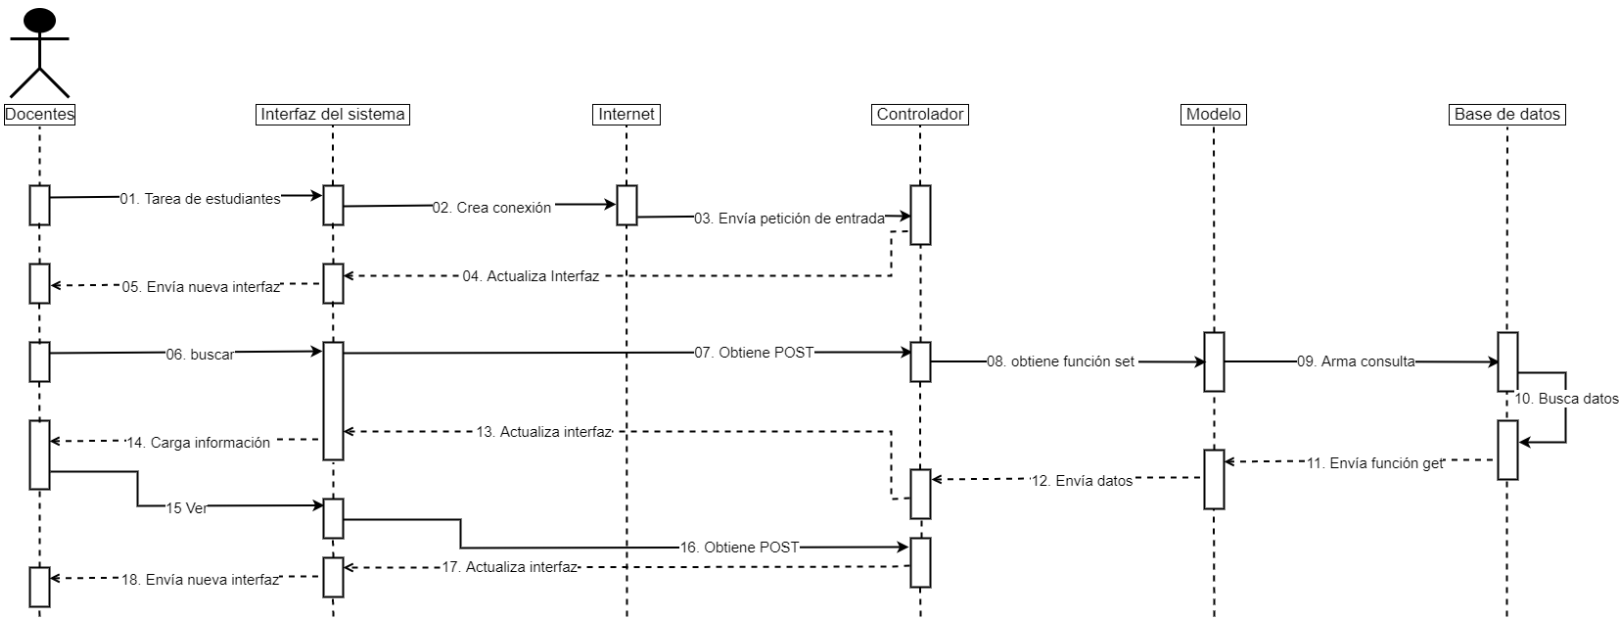 Docentes
Interfaz del sistema
Internet
Controlador
Modelo
Base de datos
01. Tarea de estudiantes
02. Crea conexión
03. Envía petición de entrada
04. Actualiza Interfaz
05. Envía nueva interfaz
06. buscar
07. Obtiene POST
08. obtiene función set
09. Arma consulta
10. Busca datos
11. Envía función get
12. Envía datos
13. Actualiza interfaz
14. Carga información
15 Ver
16. Obtiene POST
17. Actualiza interfaz
18. Envía nueva interfaz